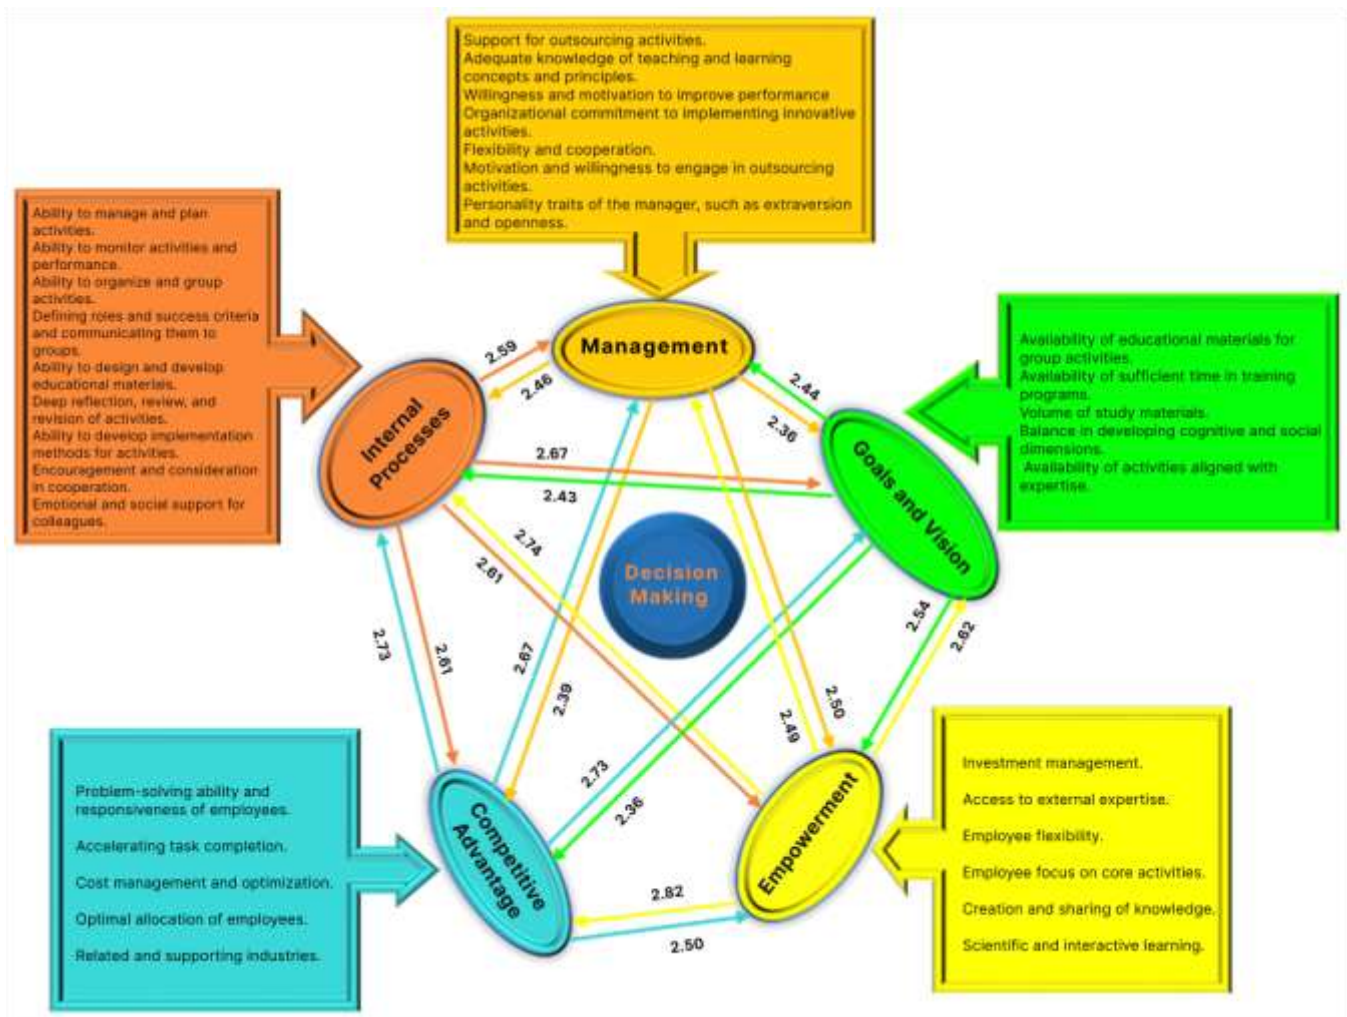 Support for outsourcing activities.
Adequate knowledge of teaching and learning
concepts and principles.
Willingness and motivation to improve performance
Organizational commitment to implementing innovative
activities.
Flexibility and cooperation.
Motivation and willingness to engage in outsourcing
activities.
Personality traits of the manager, such as extraversion
and openness.
Ability to manage and plan
activities.
Ability to monitor activities and
performance.
Ability to organize and group
activities.
Defining roles and success criteria
and communicating them to
groups.
Ability to design and develop
educational materials.
Deep reflection, review, and
revision of activities.
Ability to develop implementation
methods for activities.
Encouragement and consideration
in cooperation.
Emotional and social support for
colleagues.
Availability of educational materials for
group activities.
Availability of sufficient time in training
programs.
Volume of study materials.
Balance in developing cognitive and social
dimensions.
Availability of activities aligned with
expertise.
Management
Internal
Processes
Goals and Vision
Decision
Making
Competitive
Advantage
Empowerment
2.59
2.46
2.44
2.36
2.67
2.43
2.74
2.61
2.54
2.62
2.73
2.61
2.67
2.39
2.50
2.49
2.73
2.36
2.82
2.50
Problem-solving ability and
responsiveness of employees.
Accelerating task completion.
Cost management and optimization.
Optimal allocation of employees.
Related and supporting industries.
Investment management.
Access to external expertise.
Employee flexibility.
Employee focus on core activities.
Creation and sharing of knowledge.
Scientific and interactive learning.